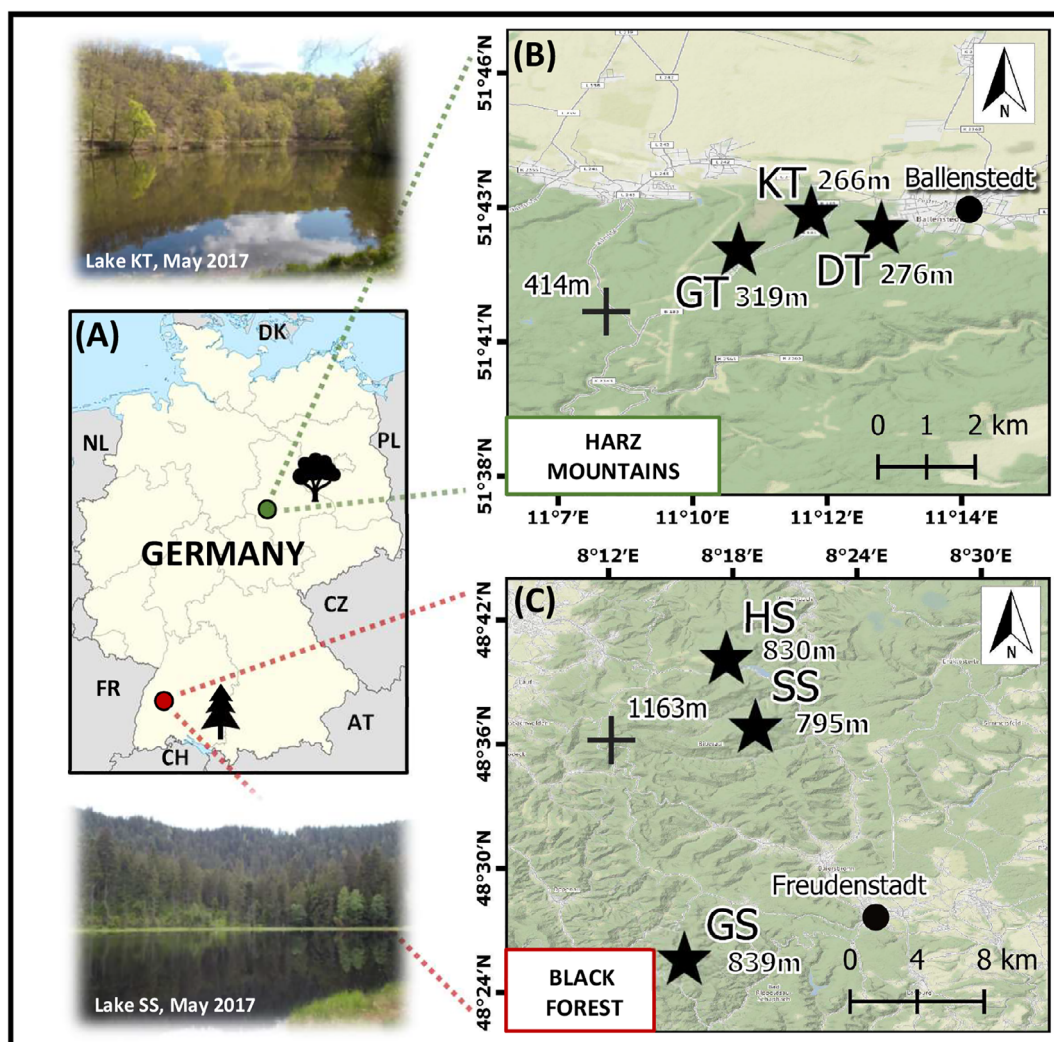 Lake KT, May 2017
(A)
DK
NL
PL
GERMANY
CZ
FR
AT
CH
Lake SS, May 2017
(B)
N
51°46′N
51°43′N
51°41′N
51°38′N
KT 266m
Ballenstedt
Ballenstedt
DT
276m
GT 319m
414m
HARZ
MOUNTAINS
0 1 2 km
11°7′E 11°10′E 11°12′E 11°14′E
8°12′E 8°18′E 8°24′E 8°30′E
(C)
N
48°42′N
48°36′N
48°30′N
48°24′N
HS
830m
SS
795m
1163m
Freudenstadt
GS
839m
BLACK
FOREST
0 4 8 km